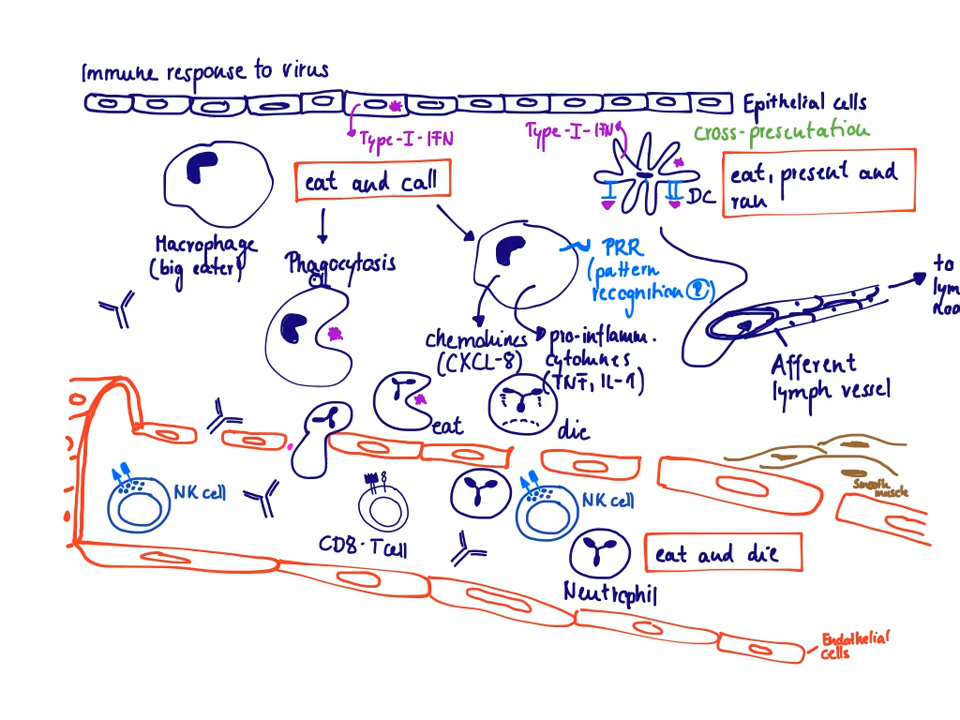 Immune response to virus
Epithelial cells
Type-I-IFN
Type-I-IFN
cross-presentation
eat and call
eat, present and
run
DC
Macrophage
(big eater)
Phagocytosis
PRR
(pattern
recognition
to
chemokines
(CXCL-8)
pro-inflamm.
cytokines
(TNF, IL-1)
Afferent
lymph vessel
eat
die
NK cell
CD8·T cell
NK cell
Smooth
muscle
eat and die
Neutrophil
Endothelial
cells